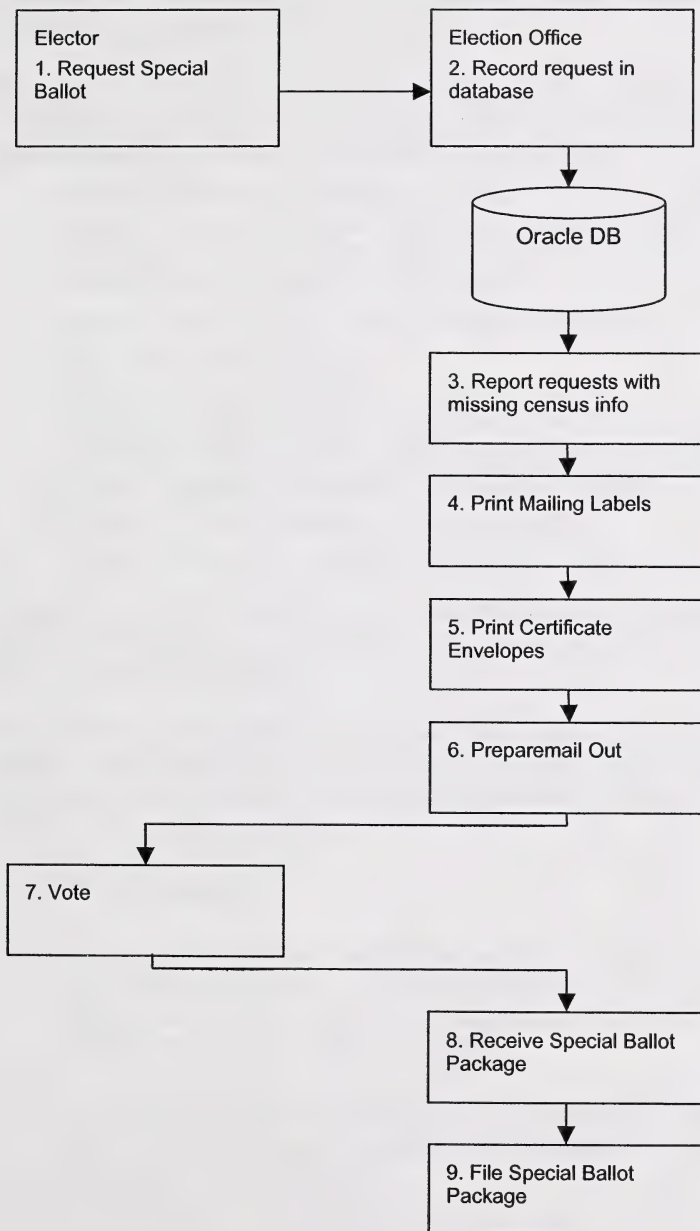 Elector
1. Request Special
Ballot
Election Office
2. Record request in
database
Oracle DB
3. Report requests with
missing census info
4. Print Mailing Labels
5. Print Certificate
Envelopes
6. Preparemail Out
7. Vote
8. Receive Special Ballot
Package
9. File Special Ballot
Package